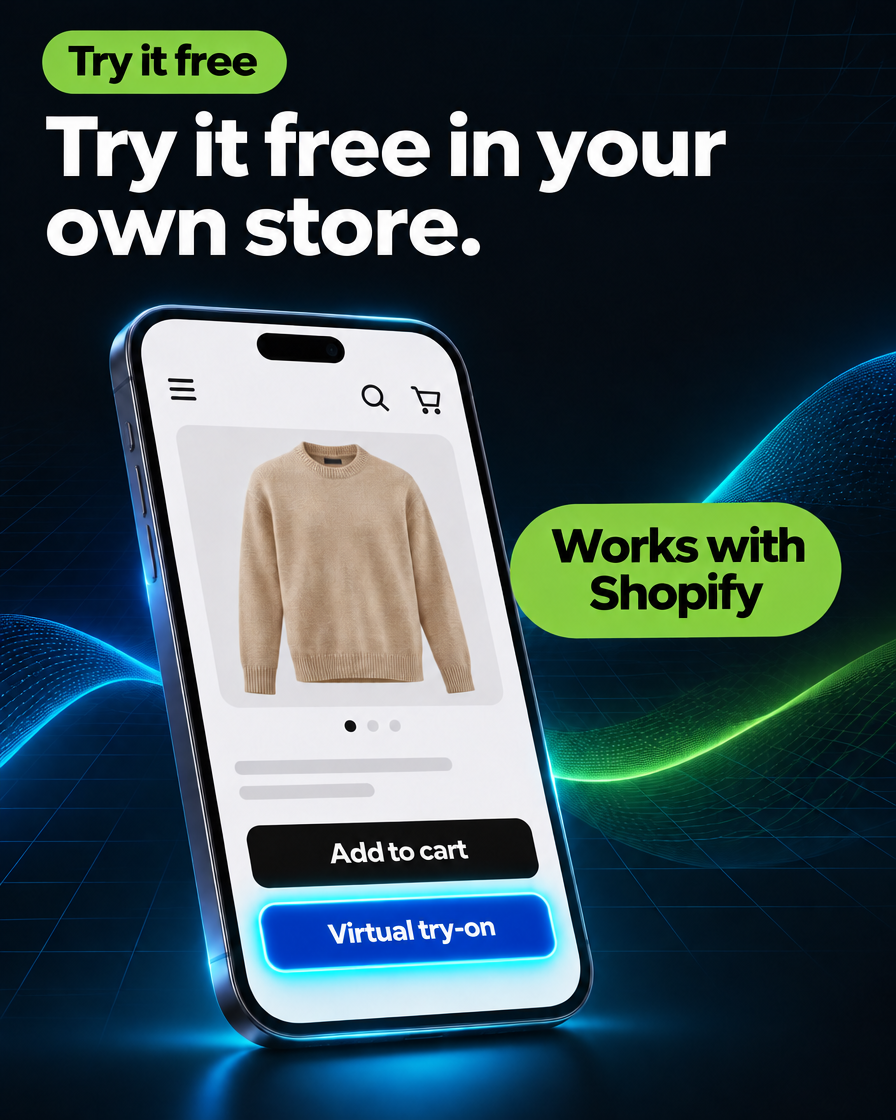 Try it free
Try it free in your
own store.
Works with
Shopify
Add to cart
Virtual try-on